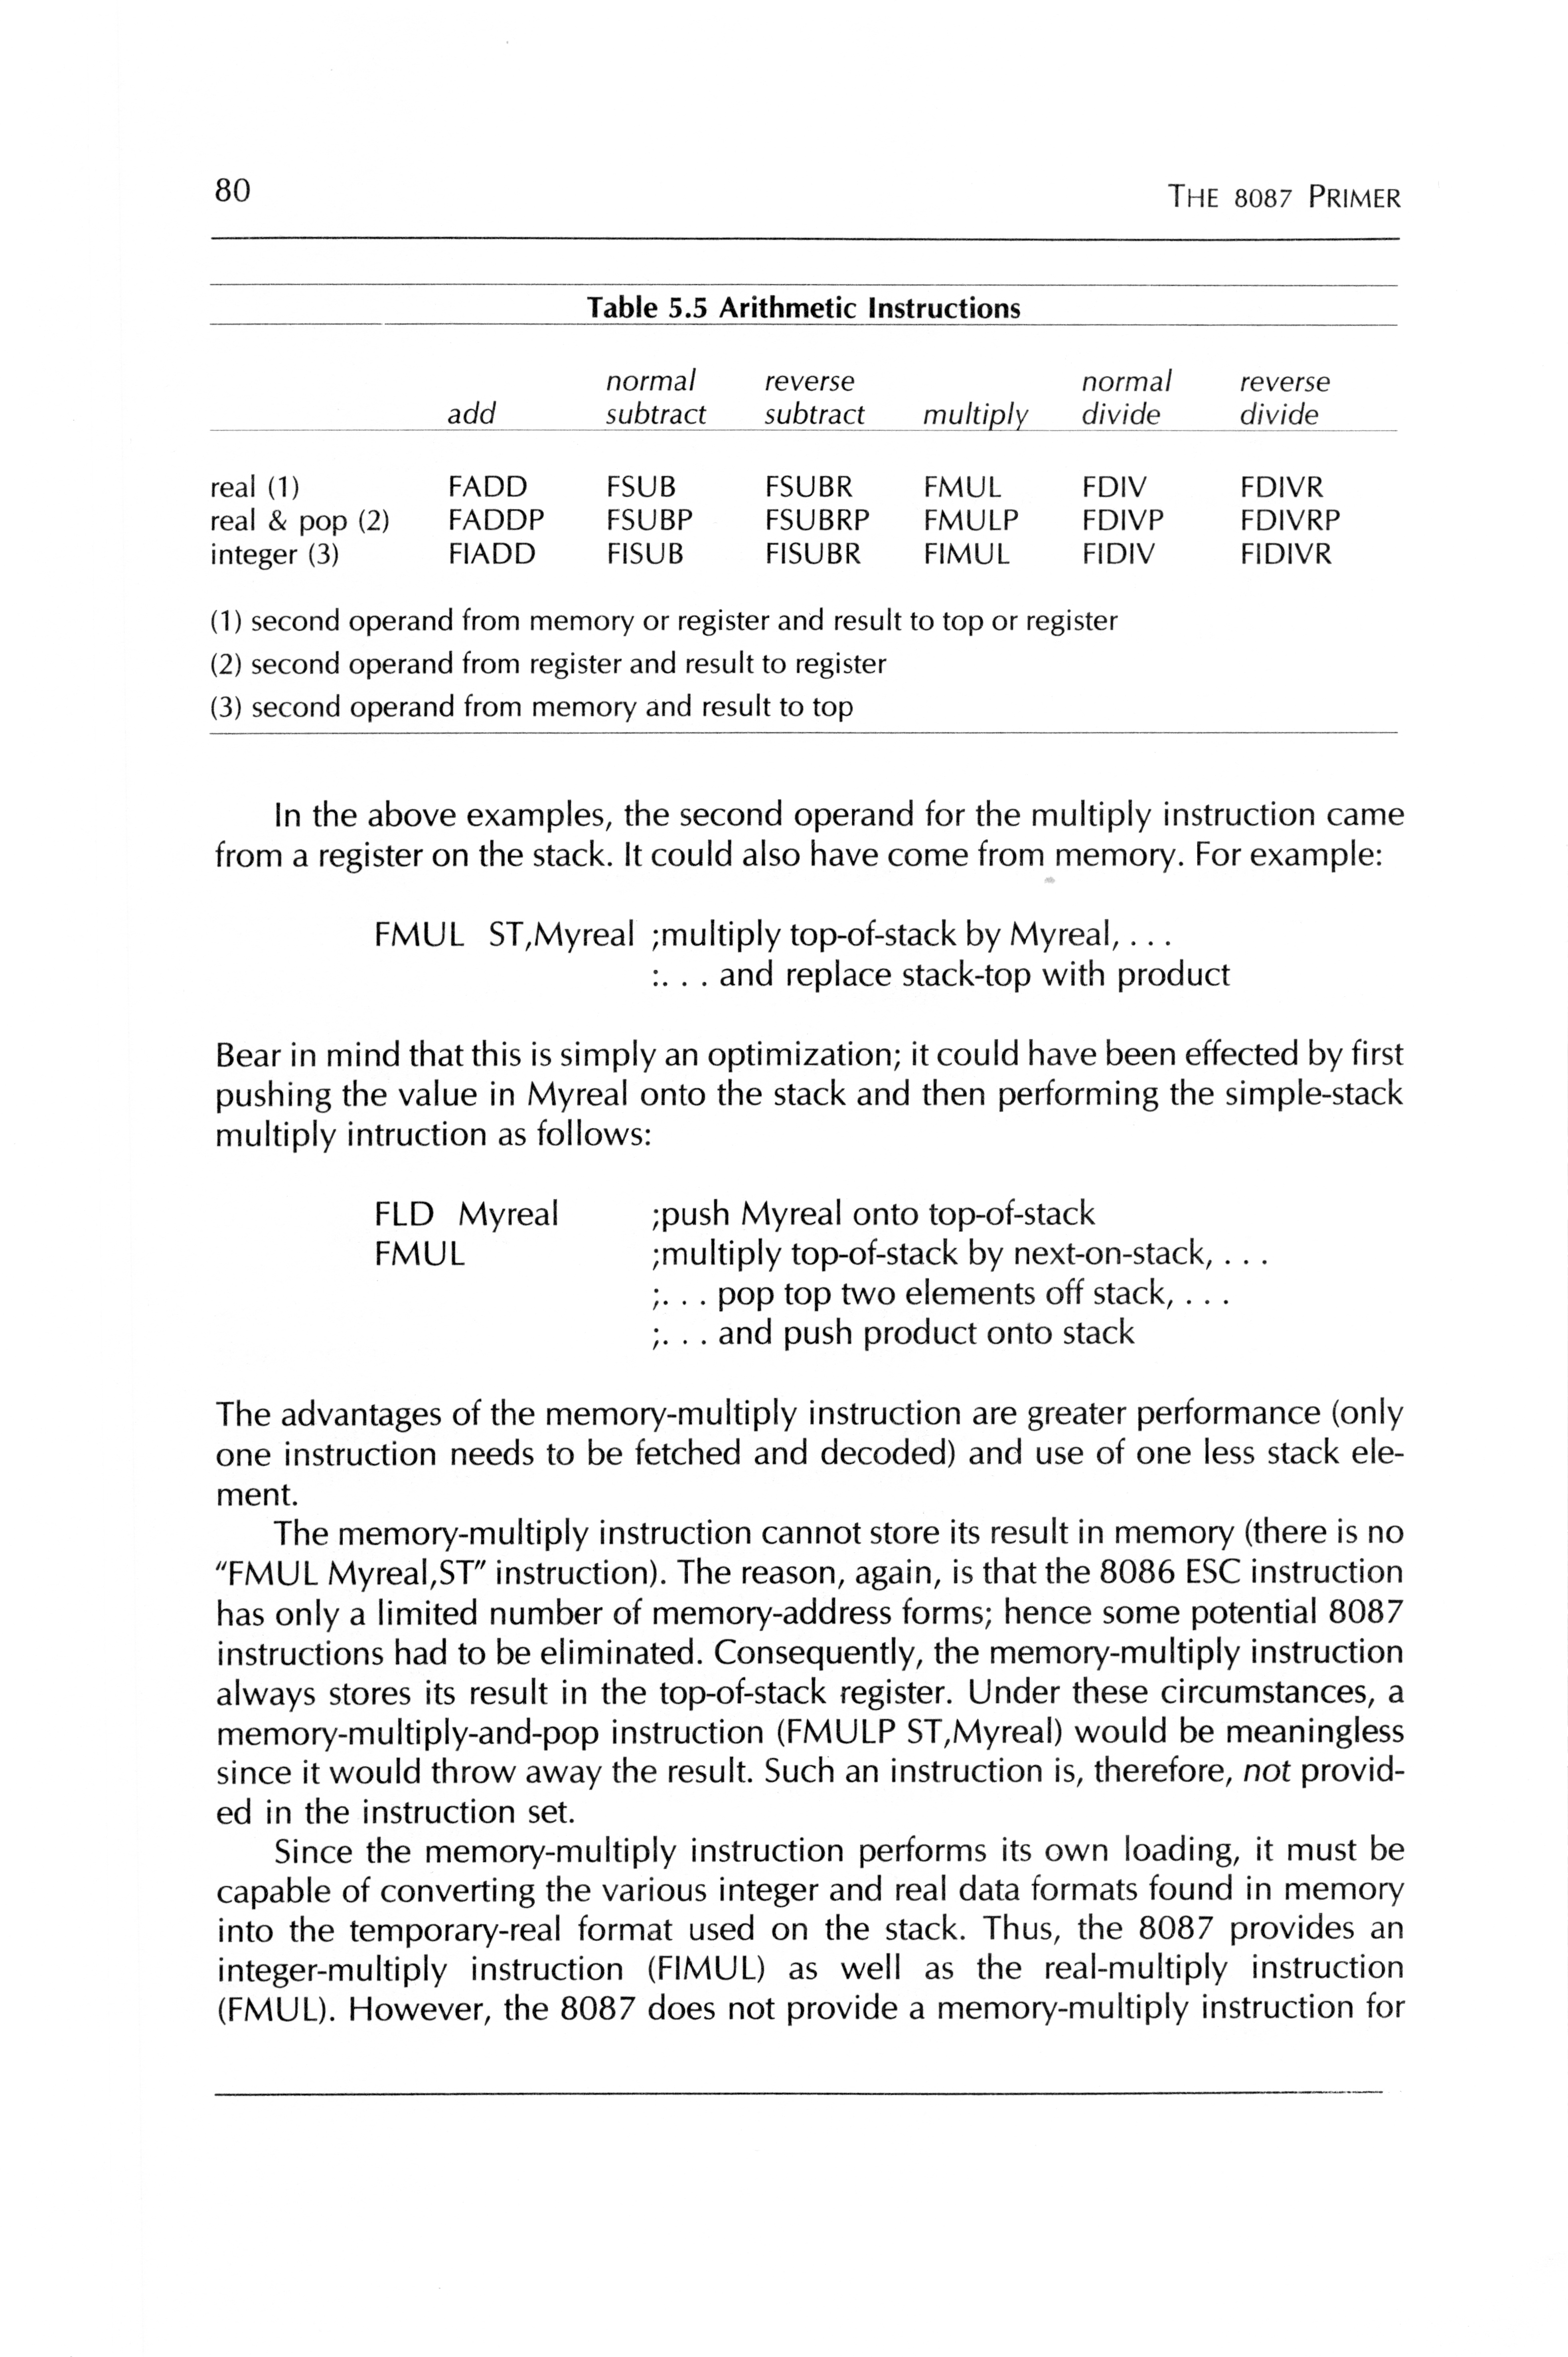 80 THE 8087 PRIMER
Table 5.5 Arithmetic Instructions
normal reverse normal reverse
add subtract subtract multiply divide divide
real (1) FADD FSUB FSUBR FMUL FDIV FDIVR
real & pop (2) FADDP FSUBP FSUBRP FMULP FDIVP FDIVRP
integer (3) FIADD FISUB FISUBR FIMUL FIDIV FIDIVR
(1) second operand from memory or register and result to top or register
(2) second operand from register and result to register
(3) second operand from memory and result to top
In the above examples, the second operand for the multiply instruction came
from a register on the stack. It could also have come from memory. For example:
FMUL ST,Myreal ;multiply top-of-stack by Myreal, . . .
:. . . and replace stack-top with product
Bear in mind that this is simply an optimization; it could have been effected by first
pushing the value in Myreal onto the stack and then performing the simple-stack
multiply intruction as follows:
FLD Myreal ;push Myreal onto top-of-stack
FMUL ;multiply top-of-stack by next-on-stack, . . .
;. . . pop top two elements off stack, . . .
;. . . and push product onto stack
The advantages of the memory-multiply instruction are greater performance (only
one instruction needs to be fetched and decoded) and use of one less stack ele-
ment.
The memory-multiply instruction cannot store its result in memory (there is no
"FMUL Myreal,ST" instruction). The reason, again, is that the 8086 ESC instruction
has only a limited number of memory-address forms; hence some potential 8087
instructions had to be eliminated. Consequently, the memory-multiply instruction
always stores its result in the top-of-stack register. Under these circumstances, a
memory-multiply-and-pop instruction (FMULP ST,Myreal) would be meaningless
since it would throw away the result. Such an instruction is, therefore, not provid-
ed in the instruction set.
Since the memory-multiply instruction performs its own loading, it must be
capable of converting the various integer and real data formats found in memory
into the temporary-real format used on the stack. Thus, the 8087 provides an
integer-multiply instruction (FIMUL) as well as the real-multiply instruction
(FMUL). However, the 8087 does not provide a memory-multiply instruction for